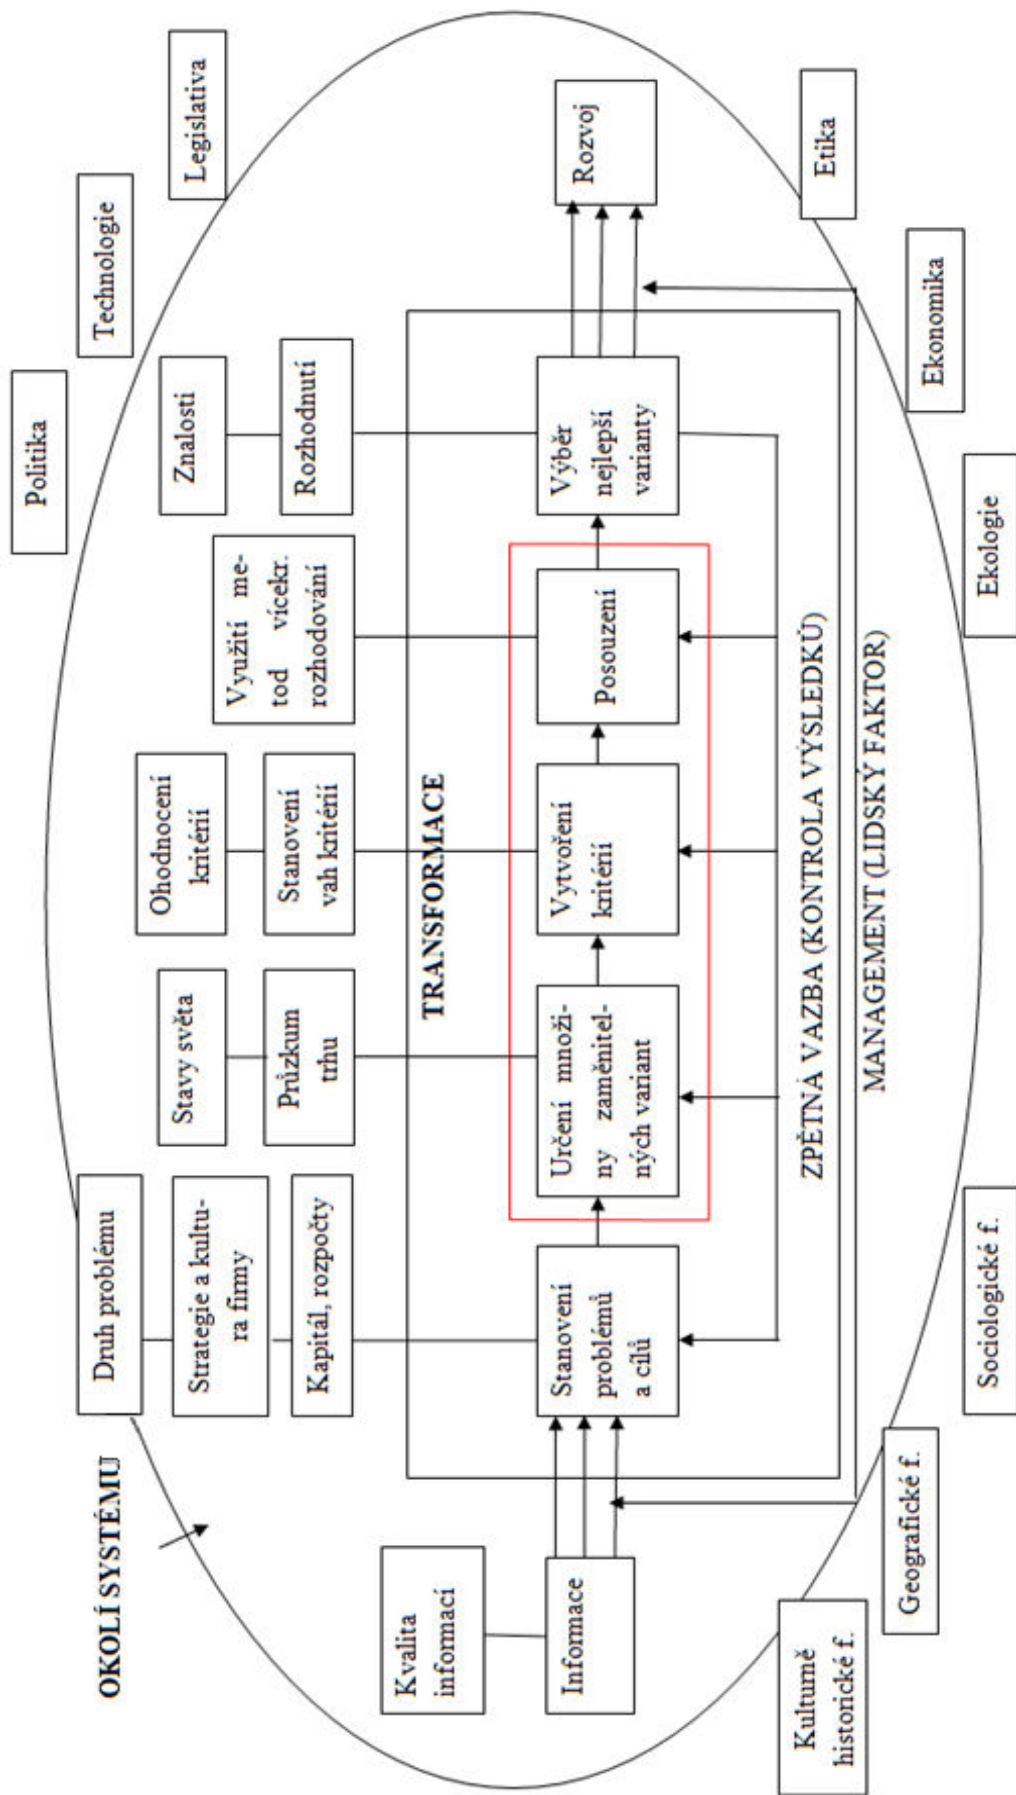 Politika
Technologie
Legislativa
OKOLÍ SYSTÉMU
Druh problému
Strategie a kultu-
ra firmy
Kapitál, rozpočty
Stavy světa
Průzkum
trhu
Ohodnocení
kritérií
Stanovení
vah kritérií
Využití me-
tod vícekr.
rozhodování
Znalosti
Rozhodnutí
Kvalita
informací
Informace
TRANSFORMACE
Stanovení
problémů
a cílů
Určení množi-
ny zaměnitel-
ných variant
Vytvoření
kritérií
Posouzení
Výběr
nejlepší
varianty
Rozvoj
ZPĚTNÁ VAZBA (KONTROLA VÝSLEDKŮ)
MANAGEMENT (LIDSKÝ FAKTOR)
Kulturně
historické f.
Geografické f.
Sociologické f.
Ekologie
Ekonomika
Etika